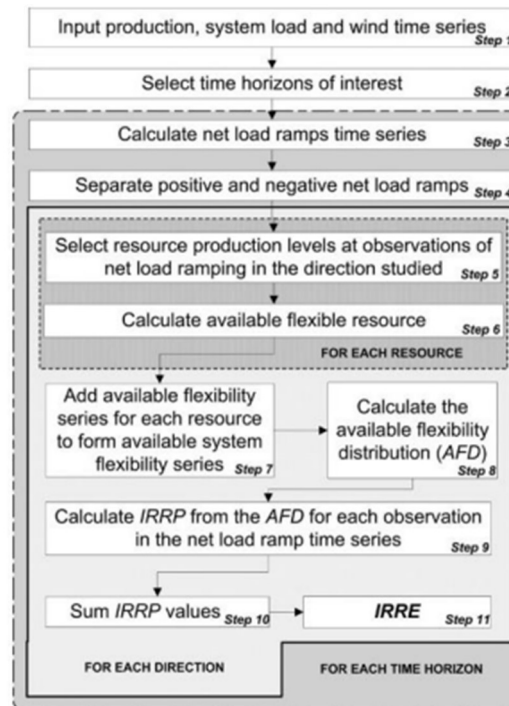 Input production, system load and wind time series
Step 1
Select time horizons of interest
Step 2
Calculate net load ramps time series
Step 3
Separate positive and negative net load ramps
Step 4
Select resource production levels at observations of
net load ramping in the direction studied
Step 5
Calculate available flexible resource
Step 6
FOR EACH RESOURCE
Add available flexibility
series for each resource
to form available system
flexibility series
Step 7
Calculate the
available flexibility
distribution (AFD)
Step 8
Calculate IRRP from the AFD for each observation
in the net load ramp time series
Step 9
Sum IRRP values
Step 10
IRRE
Step 11
FOR EACH DIRECTION
FOR EACH TIME HORIZON